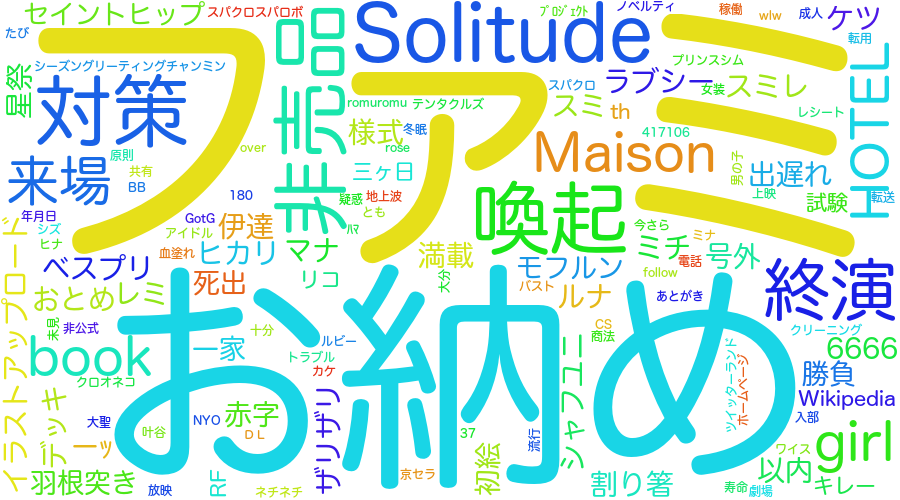 セイントヒップ
スパクロスパロボ
たび
シーズングリーティングチャンミン
星祭
対策
来場
原則
共有
BB
180
年月日
シズ
ヒナ
GotG
アイドル
血塗れ
over
ファミ
非売品
Solitude
ノベルティ
稼働
wlw
成人
ケツ
転用
プロジェクト
プリンスシム
スパクロ
ラブシー
女装
スミレ
レシート
romuromu
テンタクルズ
様式
冬眠
rose
スミ
th
417106
HOTEL
Maison
三ヶ日
疑惑
地上波
とも
ハマ
男の子
出遅れ
上映
試験
転送
喚起
今さら
ミチ
ミナ
号外
電話
伊達
ヒカリ
マナ
満載
リコ
大分
モフルン
follow
バスト
ルナ
あとがき
終演
ベスプリ
死出
おとめ
レミ
未見
非公式
十分
ルビー
トラブル
カケ
CS
商法
クリーニング
イラストアップロード
book
一家
クロオネコ
お納め
6666
ツイッターランド
ホームページ
勝負
Wikipedia
入部
デッキ
一ッ
大聖
叶谷
NYO
赤字
DL
ザリザリ
37
流行
シャフユニ
girl
ワイス
以内
キレー
羽根突き
放映
RF
ネチネチ
京セラ
初絵
割り箸
寿命
劇場